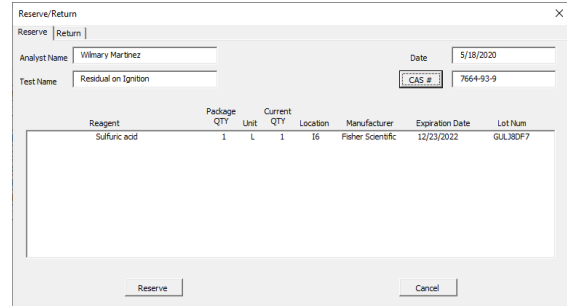 Reserve/Return
Reserve Return
Analyst Name Wilmary Martinez Date 5/18/2020
Test Name Residual on Ignition CAS # 7664-93-9
Package Current
Reagent QTY Unit QTY Location Manufacturer Expiration Date Lot Num
Sulfuric acid 1 L 1 I6 Fisher Scientific 12/23/2022 GULJ8DF7
Reserve Cancel